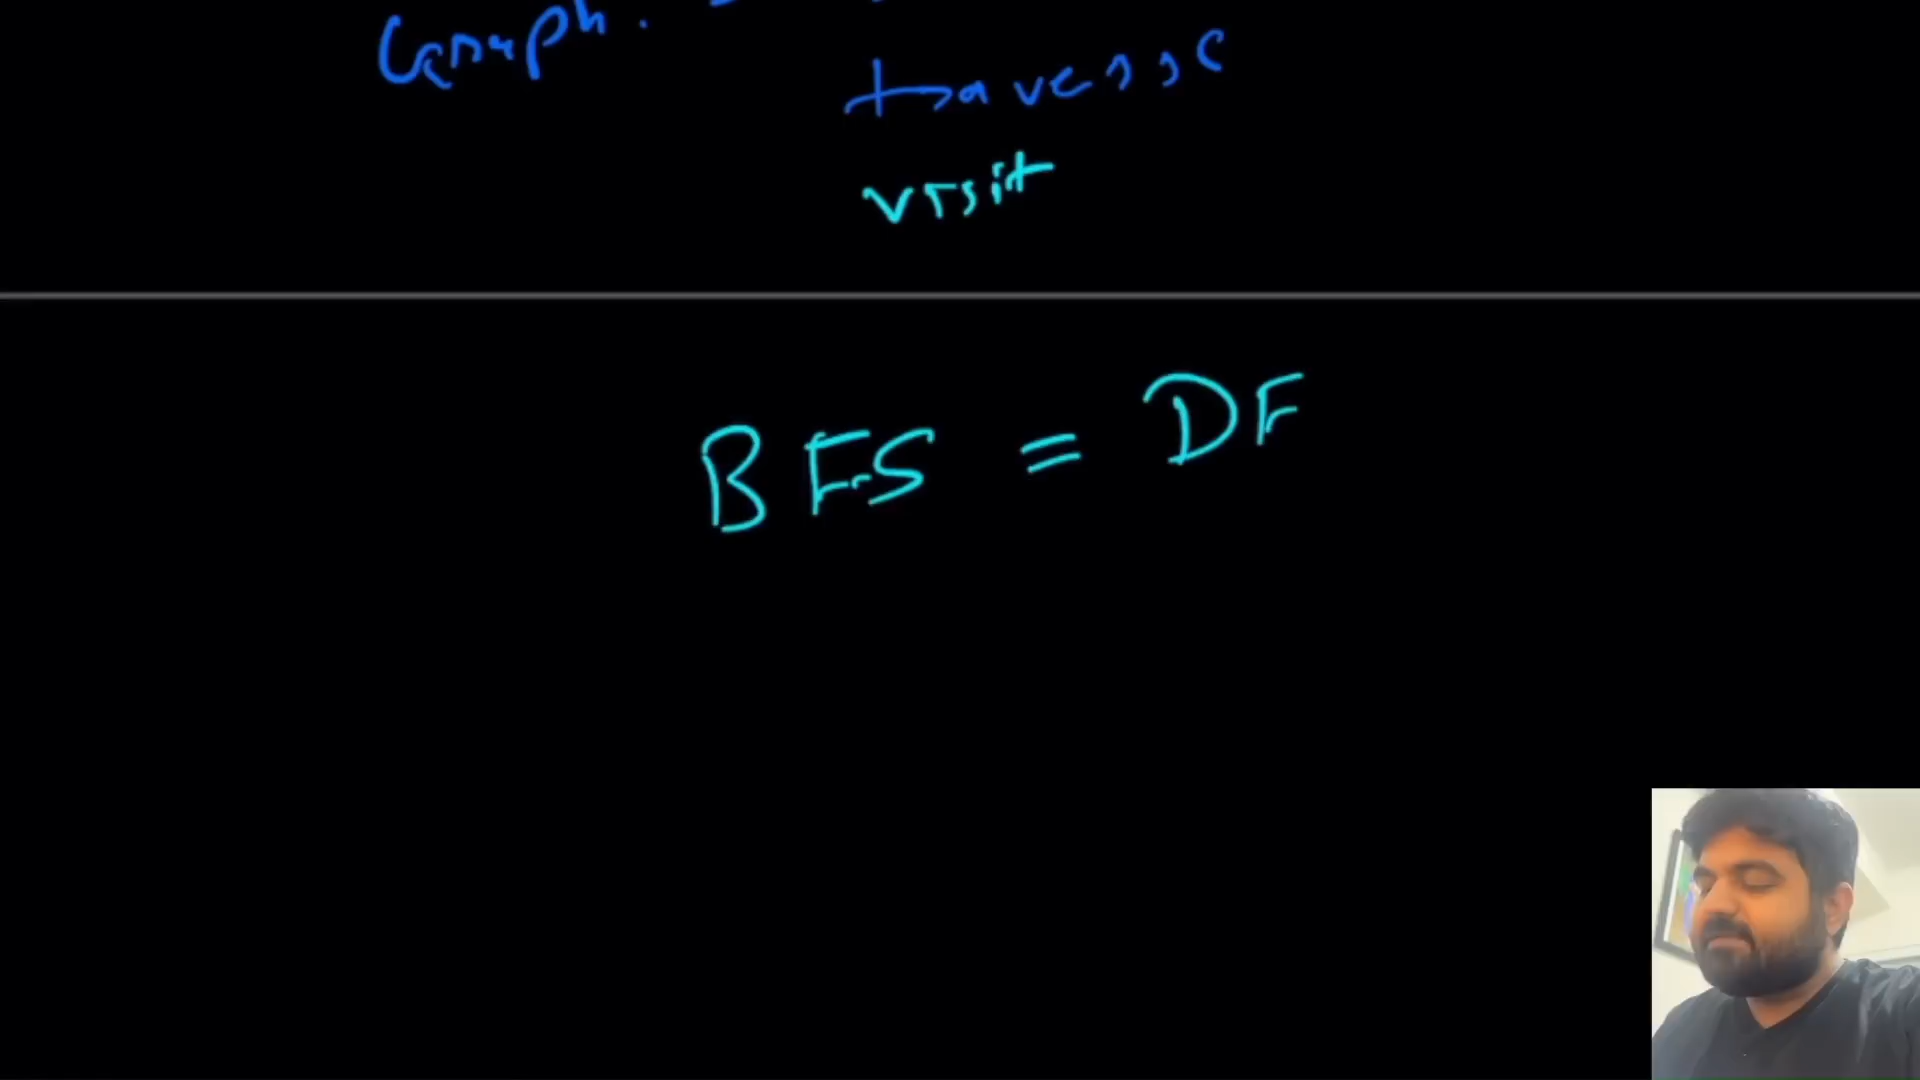 Graph. -
traverse
visit
BFS = DF